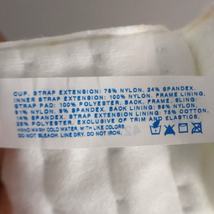 CUP, STRAP EXTENSION: 76% NYLON, 24% SPANDEX,
INNER STRAP EXTENSION: 100% NYLON, FRAME LINING,
STRAP PAD: 100% POLYESTER, BACK, FRAME, SLING:
91% NYLON, 9% SPANDEX, BACK LINING: 86% NYLON,
14% SPANDEX, STRAP EXTENSION LINING: 75% COTTON,
25% POLYESTER, EXCLUSIVE OF TRIM AND ELASTICS,
HAND WASH COLD WATER, WITH LIKE COLORS,
DO NOT BLEACH. LINE DRY. DO NOT IRON.